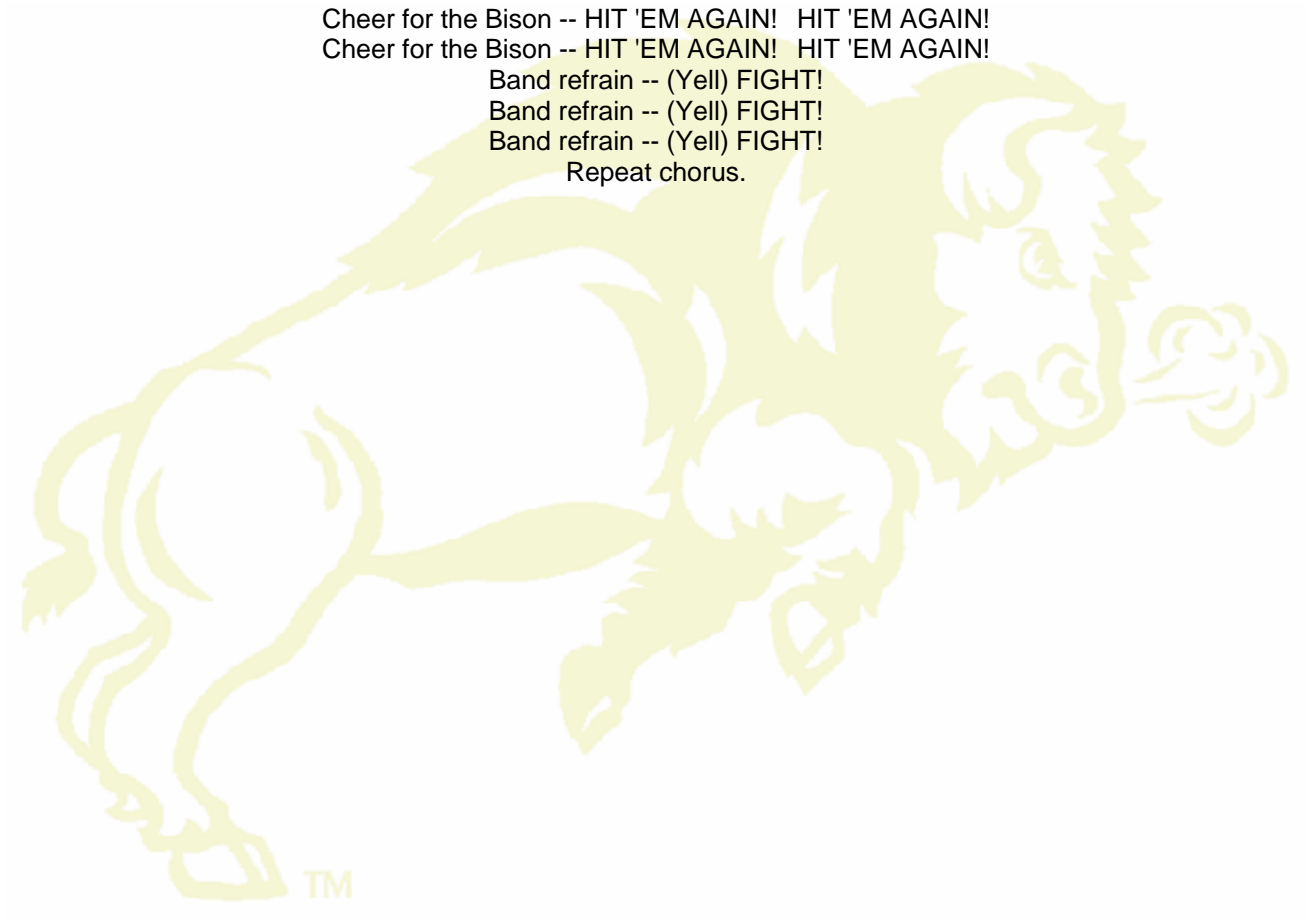 Cheer for the Bison -- HIT 'EM AGAIN!   HIT 'EM AGAIN!
Cheer for the Bison -- HIT 'EM AGAIN!   HIT 'EM AGAIN!
Band refrain -- (Yell) FIGHT!
Band refrain -- (Yell) FIGHT!
Band refrain -- (Yell) FIGHT!
Repeat chorus.
TM